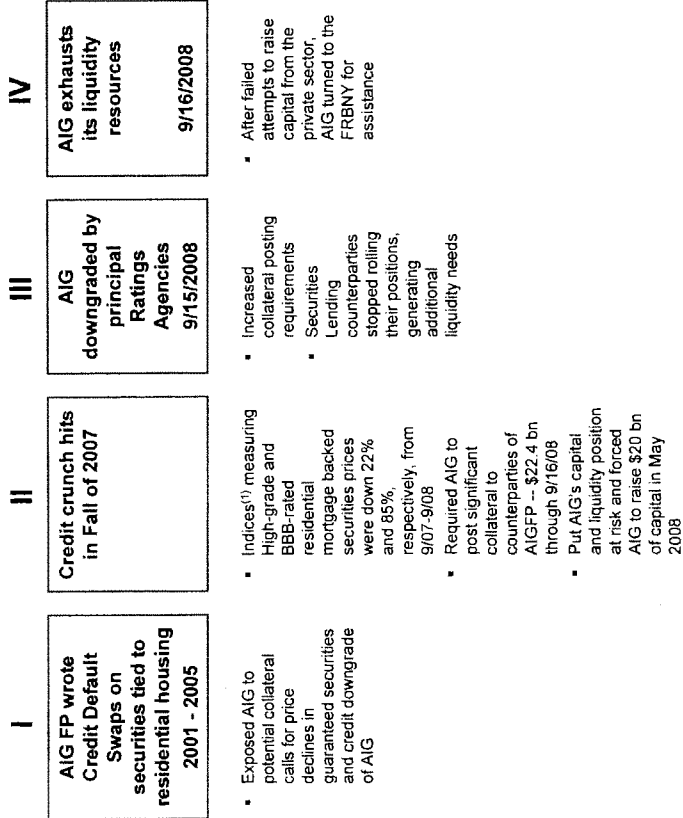 I
AIG FP wrote
Credit Default
Swaps on
securities tied to
residential housing
2001 - 2005
▪ Exposed AIG to
potential collateral
calls for price
declines in
guaranteed securities
and credit downgrade
of AIG
II
Credit crunch hits
in Fall of 2007
▪ Indices(1) measuring
High-grade and
BBB-rated
residential
mortgage backed
securities prices
were down 22%
and 85%,
respectively, from
9/07-9/08
▪ Required AIG to
post significant
collateral to
counterparties of
AIGFP -- $22.4 bn
through 9/16/08
▪ Put AIG's capital
and liquidity position
at risk and forced
AIG to raise $20 bn
of capital in May
2008
III
AIG
downgraded by
principal
Ratings
Agencies
9/15/2008
▪ Increased
collateral posting
requirements
▪ Securities
Lending
counterparties
stopped rolling
their positions,
generating
additional
liquidity needs
IV
AIG exhausts
its liquidity
resources
9/16/2008
▪ After failed
attempts to raise
capital from the
private sector,
AIG turned to the
FRBNY for
assistance